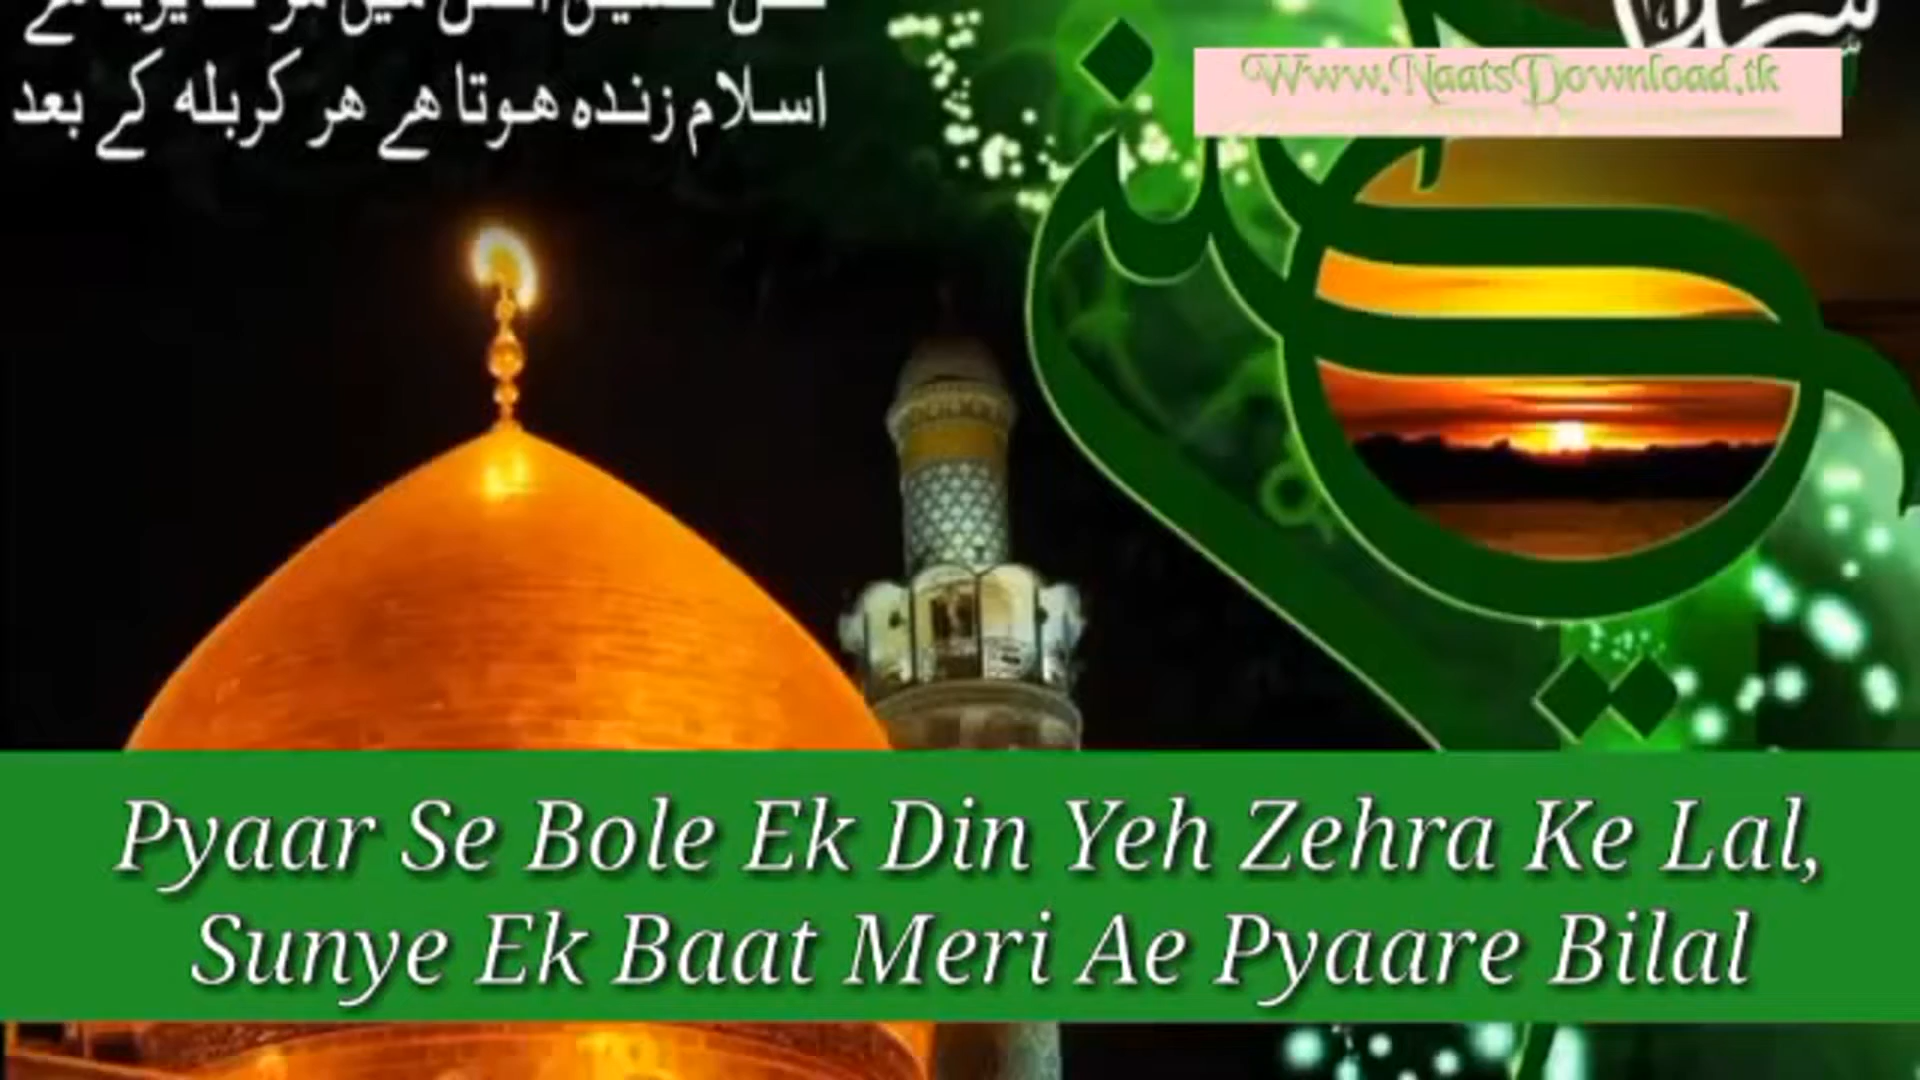 اسلام زندہ ہوتا ہے ہر کربلہ کے بعد
Www.NaatsDownload.tk
Pyaar Se Bole Ek Din Yeh Zehra Ke Lal,
Sunye Ek Baat Meri Ae Pyaare Bilal